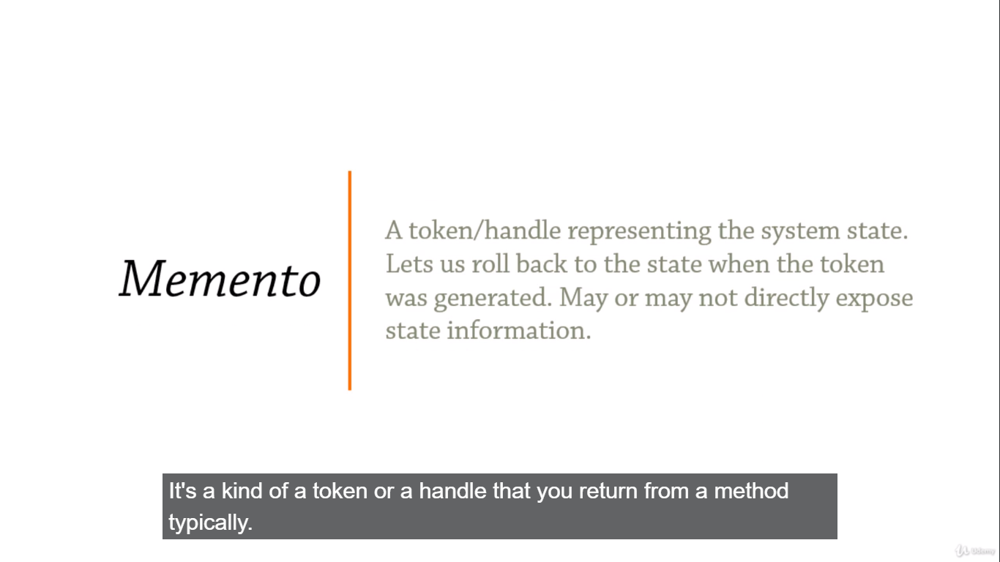 Memento
A token/handle representing the system state.
Lets us roll back to the state when the token
was generated. May or may not directly expose
state information.
It's a kind of a token or a handle that you return from a method
typically.
Udemy